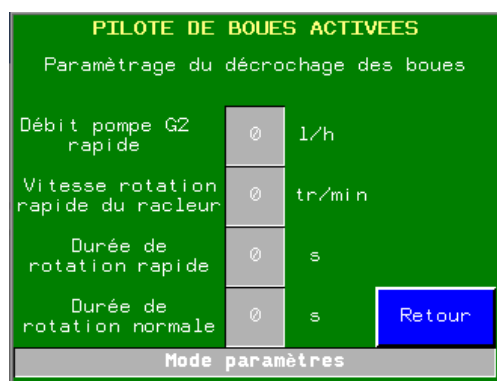 PILOTE DE BOUES ACTIVEES
Paramètrage du décrochage des boues
Débit pompe G2
rapide
0
l/h
Vitesse rotation
rapide du racleur
0
tr/min
Durée de
rotation rapide
0
s
Durée de
rotation normale
0
s
Retour
Mode paramètres